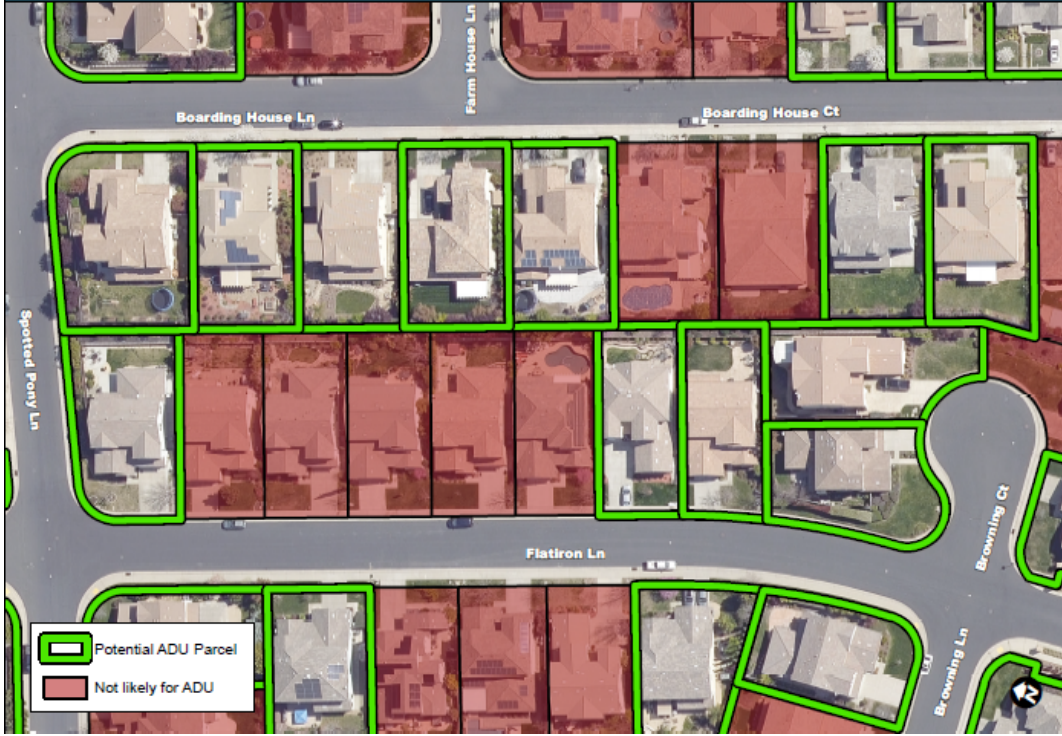 Farm House Ln
Boarding House Ln
Boarding House Ct
Spotted Pony Ln
Flatiron Ln
Browning Ct
Browning Ln
Potential ADU Parcel
Not likely for ADU
N